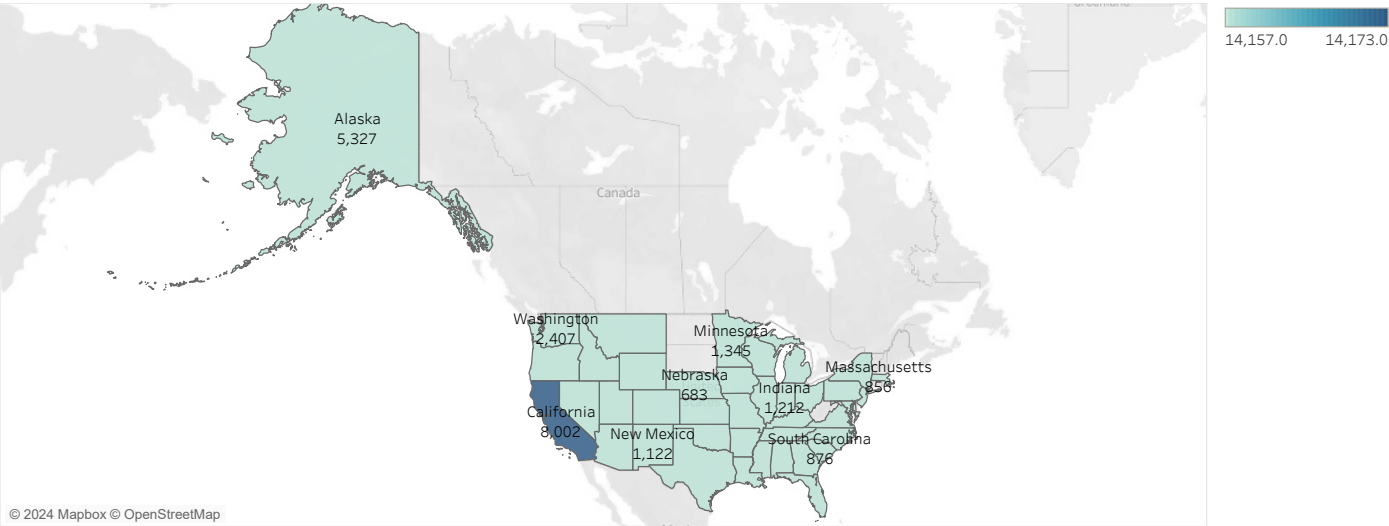 14,157.0 14,173.0
Alaska
5,327
Canada
Washington
2,407
Minnesota
1,345
Massachusetts
856
Nebraska
683
Indiana
1,212
California
8,002
New Mexico
1,122
South Carolina
876
© 2024 Mapbox © OpenStreetMap